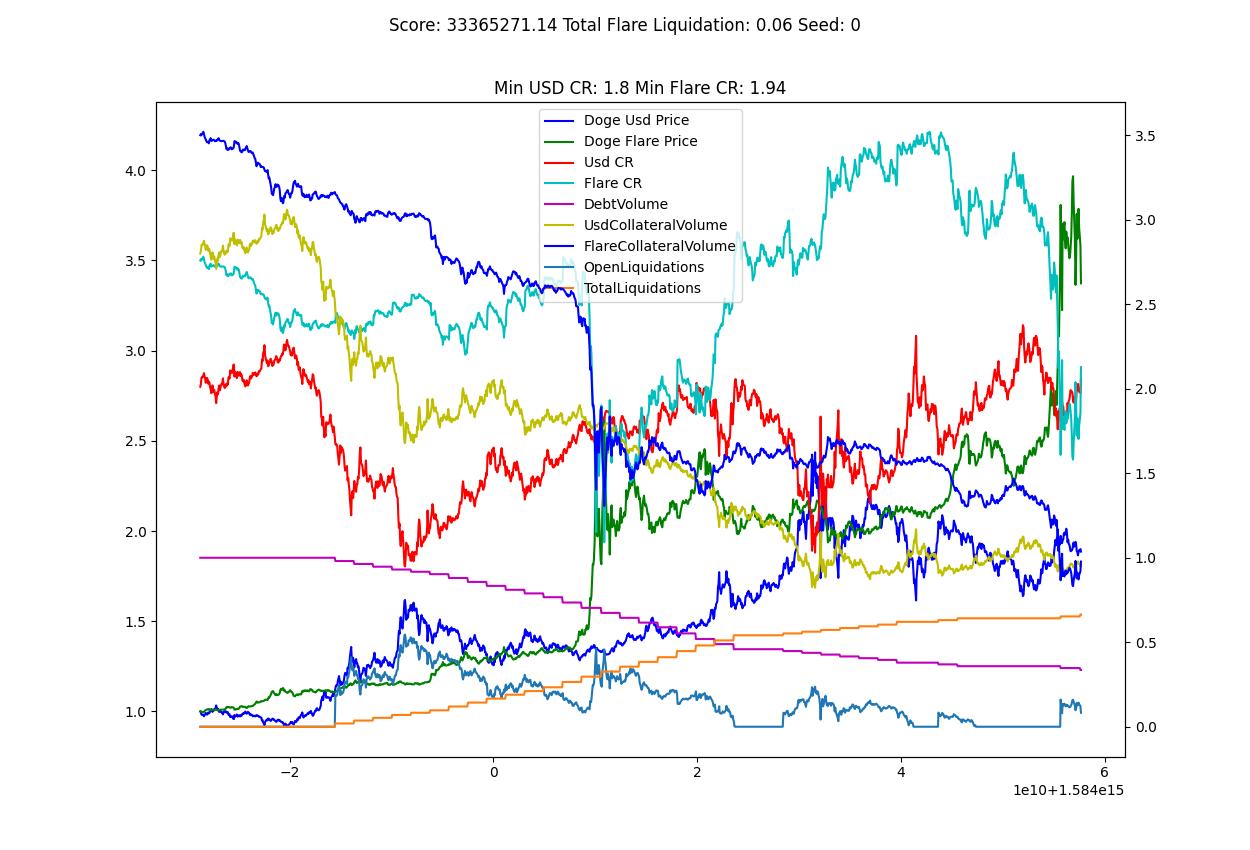 Score: 33365271.14 Total Flare Liquidation: 0.06 Seed: 0
Min USD CR: 1.8 Min Flare CR: 1.94
Doge Usd Price
Doge Flare Price
Usd CR
Flare CR
DebtVolume
UsdCollateralVolume
FlareCollateralVolume
OpenLiquidations
TotalLiquidations
4.0
3.5
3.0
2.5
2.0
1.5
1.0
3.5
3.0
2.5
2.0
1.5
1.0
0.5
0.0
−2
0
2
4
6
1e10+1.584e15